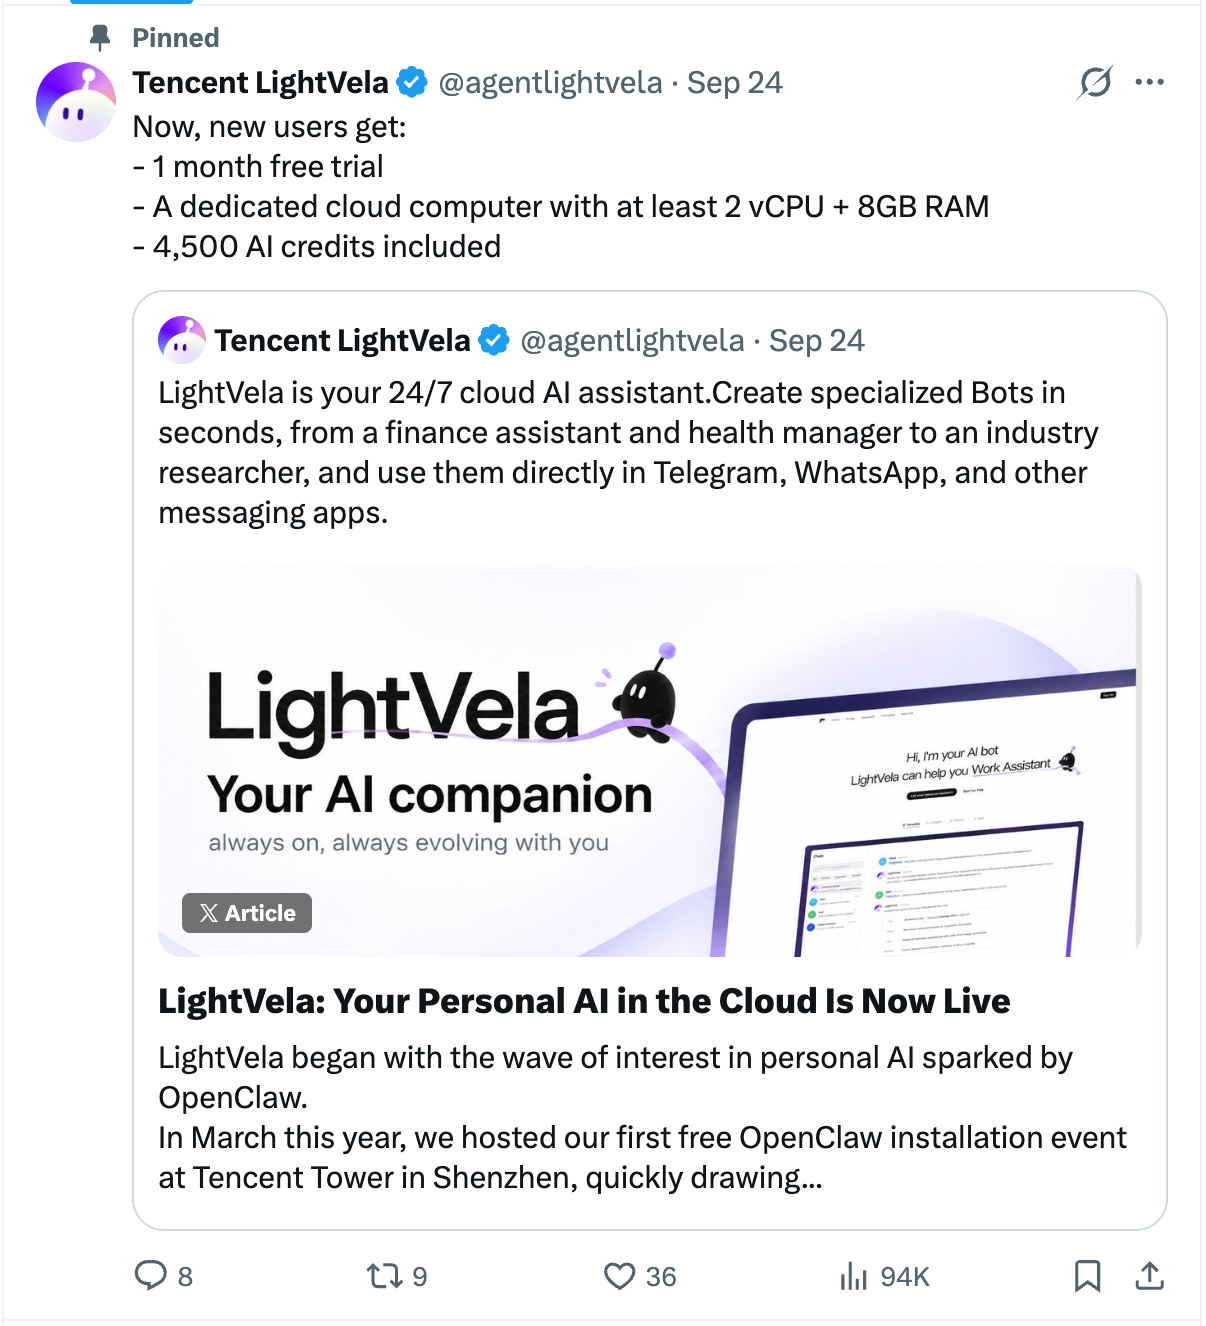 Pinned
Tencent LightVela @agentlightvela · Sep 24
Now, new users get:
- 1 month free trial
- A dedicated cloud computer with at least 2 vCPU + 8GB RAM
- 4,500 AI credits included
Tencent LightVela @agentlightvela · Sep 24
LightVela is your 24/7 cloud AI assistant.Create specialized Bots in
seconds, from a finance assistant and health manager to an industry
researcher, and use them directly in Telegram, WhatsApp, and other
messaging apps.
LightVela
Your AI companion
always on, always evolving with you
Hi, I'm your AI bot
LightVela can help you Work Assistant
Chats
X Article
LightVela: Your Personal AI in the Cloud Is Now Live
LightVela began with the wave of interest in personal AI sparked by
OpenClaw.
In March this year, we hosted our first free OpenClaw installation event
at Tencent Tower in Shenzhen, quickly drawing...
8 9 36 94K